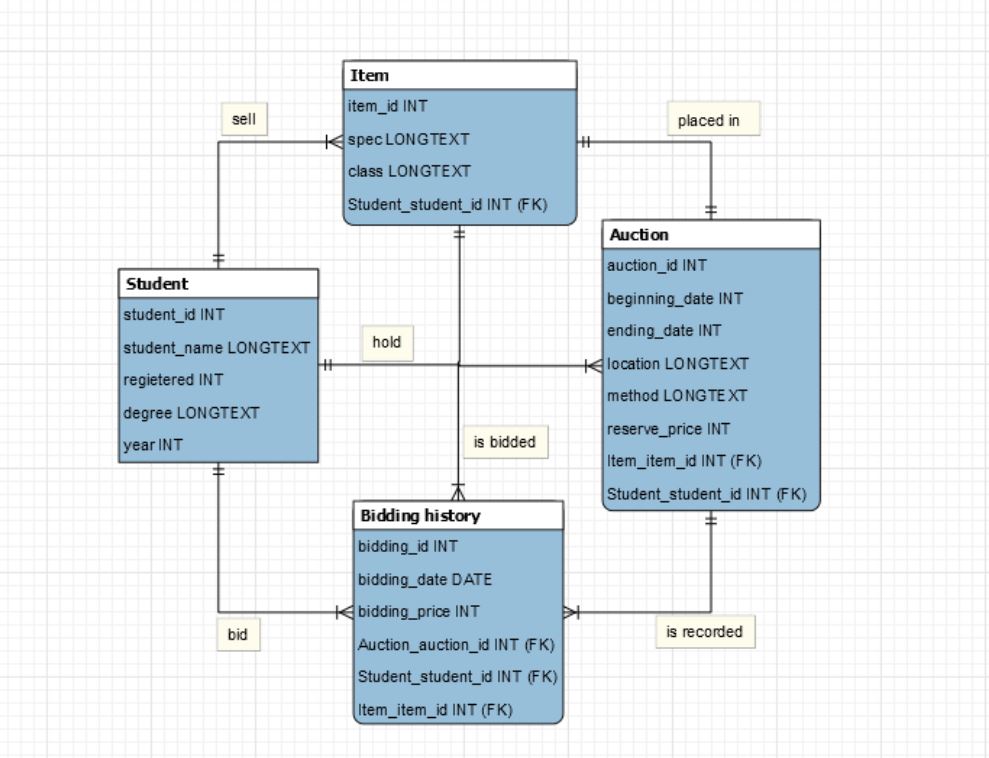 Item
item_id INT
spec LONGTEXT
class LONGTEXT
Student_student_id INT (FK)
sell
placed in
Auction
auction_id INT
beginning_date INT
ending_date INT
location LONGTEXT
method LONGTEXT
reserve_price INT
Item_item_id INT (FK)
Student_student_id INT (FK)
Student
student_id INT
student_name LONGTEXT
regietered INT
degree LONGTEXT
year INT
hold
is bidded
Bidding history
bidding_id INT
bidding_date DATE
bidding_price INT
Auction_auction_id INT (FK)
Student_student_id INT (FK)
Item_item_id INT (FK)
bid
is recorded